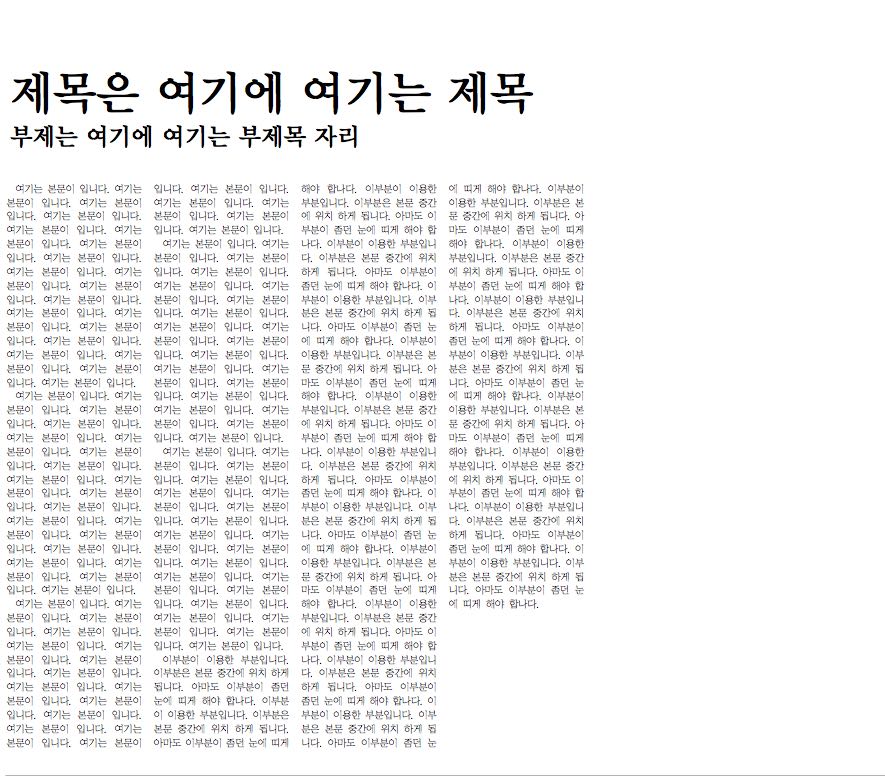 제목은 여기에 여기는 제목
부제는 여기에 여기는 부제목 자리
여기는 본문이 입니다. 여기는
본문이 입니다. 여기는 본문이
입니다. 여기는 본문이 입니다.
여기는 본문이 입니다. 여기는
본문이 입니다. 여기는 본문이
입니다. 여기는 본문이 입니다.
여기는 본문이 입니다. 여기는
본문이 입니다. 여기는 본문이
입니다. 여기는 본문이 입니다.
여기는 본문이 입니다. 여기는
본문이 입니다. 여기는 본문이
입니다. 여기는 본문이 입니다.
여기는 본문이 입니다. 여기는
본문이 입니다. 여기는 본문이
입니다. 여기는 본문이 입니다.
여기는 본문이 입니다. 여기는
본문이 입니다. 여기는 본문이
입니다. 여기는 본문이 입니다.
여기는 본문이 입니다. 여기는
본문이 입니다. 여기는 본문이
입니다. 여기는 본문이 입니다.
여기는 본문이 입니다. 여기는
본문이 입니다. 여기는 본문이
입니다. 여기는 본문이 입니다.
여기는 본문이 입니다. 여기는
본문이 입니다. 여기는 본문이
입니다. 여기는 본문이 입니다.
여기는 본문이 입니다. 여기는
본문이 입니다. 여기는 본문이
입니다. 여기는 본문이 입니다.
여기는 본문이 입니다. 여기는
본문이 입니다. 여기는 본문이
입니다. 여기는 본문이 입니다.
여기는 본문이 입니다. 여기는
본문이 입니다. 여기는 본문이
입니다. 여기는 본문이 입니다.
여기는 본문이 입니다. 여기는
본문이 입니다. 여기는 본문이
입니다. 여기는 본문이 입니다.
여기는 본문이 입니다. 여기는
본문이 입니다. 여기는 본문이
입니다. 여기는 본문이 입니다.
여기는 본문이 입니다. 여기는
본문이 입니다. 여기는 본문이
입니다. 여기는 본문이 입니다.
여기는 본문이 입니다. 여기는
본문이 입니다. 여기는 본문이
입니다. 여기는 본문이 입니다.
여기는 본문이 입니다. 여기는
본문이 입니다. 여기는 본문이
입니다. 여기는 본문이 입니다.
여기는 본문이 입니다. 여기는
본문이 입니다. 여기는 본문이
입니다. 여기는 본문이 입니다.
여기는 본문이 입니다. 여기는
본문이 입니다. 여기는 본문이
입니다. 여기는 본문이 입니다.
여기는 본문이 입니다. 여기는
본문이 입니다. 여기는 본문이
입니다. 여기는 본문이 입니다.
여기는 본문이 입니다. 여기는
본문이 입니다. 여기는 본문이
입니다. 여기는 본문이 입니다.
여기는 본문이 입니다. 여기는
본문이 입니다. 여기는 본문이
입니다. 여기는 본문이 입니다.
여기는 본문이 입니다. 여기는
본문이 입니다. 여기는 본문이
입니다. 여기는 본문이 입니다.
여기는 본문이 입니다. 여기는
본문이 입니다. 여기는 본문이
입니다. 여기는 본문이 입니다.
여기는 본문이 입니다. 여기는
본문이 입니다. 여기는 본문이
입니다. 여기는 본문이 입니다.
이부분이 이용한 부분입니다.
이부분은 본문 중간에 위치 하게
됩니다. 아마도 이부분이 좀던
눈에 띠게 해야 합나다. 이부분
이 이용한 부분입니다. 이부분은
본문 중간에 위치 하게 됩니다.
아마도 이부분이 좀던 눈에 띠게
해야 합나다. 이부분이 이용한
부분입니다. 이부분은 본문 중간
에 위치 하게 됩니다. 아마도 이
부분이 좀던 눈에 띠게 해야 합
나다. 이부분이 이용한 부분입니
다. 이부분은 본문 중간에 위치
하게 됩니다. 아마도 이부분이
좀던 눈에 띠게 해야 합나다. 이
부분이 이용한 부분입니다. 이부
분은 본문 중간에 위치 하게 됩
니다. 아마도 이부분이 좀던 눈
에 띠게 해야 합나다. 이부분이
이용한 부분입니다. 이부분은 본
문 중간에 위치 하게 됩니다. 아
마도 이부분이 좀던 눈에 띠게
해야 합나다. 이부분이 이용한
부분입니다. 이부분은 본문 중간
에 위치 하게 됩니다. 아마도 이
부분이 좀던 눈에 띠게 해야 합
나다. 이부분이 이용한 부분입니
다. 이부분은 본문 중간에 위치
하게 됩니다. 아마도 이부분이
좀던 눈에 띠게 해야 합나다. 이
부분이 이용한 부분입니다. 이부
분은 본문 중간에 위치 하게 됩
니다. 아마도 이부분이 좀던 눈
에 띠게 해야 합나다. 이부분이
이용한 부분입니다. 이부분은 본
문 중간에 위치 하게 됩니다. 아
마도 이부분이 좀던 눈에 띠게
해야 합나다. 이부분이 이용한
부분입니다. 이부분은 본문 중간
에 위치 하게 됩니다. 아마도 이
부분이 좀던 눈에 띠게 해야 합
나다. 이부분이 이용한 부분입니
다. 이부분은 본문 중간에 위치
하게 됩니다. 아마도 이부분이
좀던 눈에 띠게 해야 합나다. 이
부분이 이용한 부분입니다. 이부
분은 본문 중간에 위치 하게 됩
니다. 아마도 이부분이 좀던 눈
에 띠게 해야 합나다. 이부분이
이용한 부분입니다. 이부분은 본
문 중간에 위치 하게 됩니다. 아
마도 이부분이 좀던 눈에 띠게
해야 합나다. 이부분이 이용한
부분입니다. 이부분은 본문 중간
에 위치 하게 됩니다. 아마도 이
부분이 좀던 눈에 띠게 해야 합
나다. 이부분이 이용한 부분입니
다. 이부분은 본문 중간에 위치
하게 됩니다. 아마도 이부분이
좀던 눈에 띠게 해야 합나다. 이
부분이 이용한 부분입니다. 이부
분은 본문 중간에 위치 하게 됩
니다. 아마도 이부분이 좀던 눈
에 띠게 해야 합나다. 이부분이
이용한 부분입니다. 이부분은 본
문 중간에 위치 하게 됩니다. 아
마도 이부분이 좀던 눈에 띠게
해야 합나다. 이부분이 이용한
부분입니다. 이부분은 본문 중간
에 위치 하게 됩니다. 아마도 이
부분이 좀던 눈에 띠게 해야 합
나다. 이부분이 이용한 부분입니
다. 이부분은 본문 중간에 위치
하게 됩니다. 아마도 이부분이
좀던 눈에 띠게 해야 합나다. 이
부분이 이용한 부분입니다. 이부
분은 본문 중간에 위치 하게 됩
니다. 아마도 이부분이 좀던 눈
에 띠게 해야 합나다.